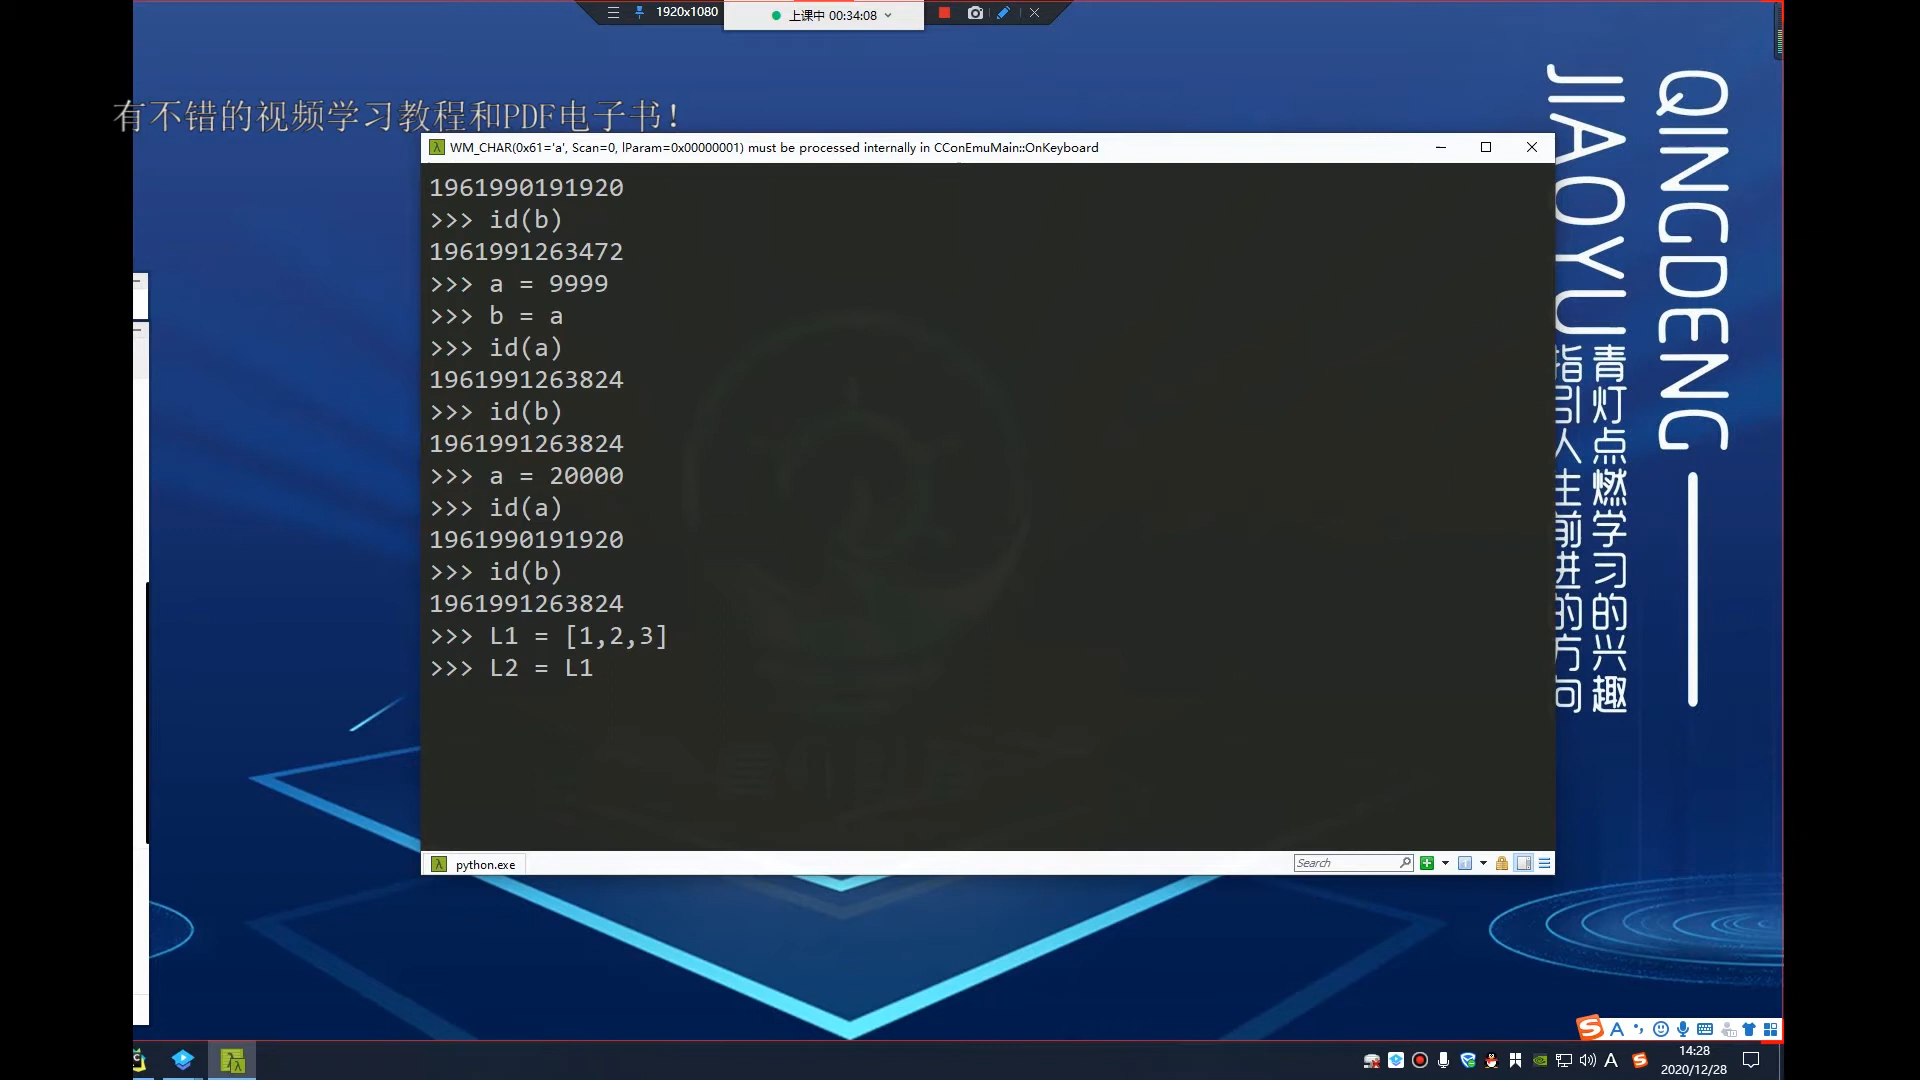 1920x1080
上课中 00:34:08
有不错的视频学习教程和PDF电子书!
WM_CHAR(0x61='a', Scan=0, lParam=0x00000001) must be processed internally in CConEmuMain::OnKeyboard
1961990191920
>>> id(b)
1961991263472
>>> a = 9999
>>> b = a
>>> id(a)
1961991263824
>>> id(b)
1961991263824
>>> a = 20000
>>> id(a)
1961990191920
>>> id(b)
1961991263824
>>> L1 = [1,2,3]
>>> L2 = L1
python.exe
Search
QINGDENG
JIAOYU
青灯点燃学习的兴趣
指引人生前进的方向
A
14:28
2020/12/28